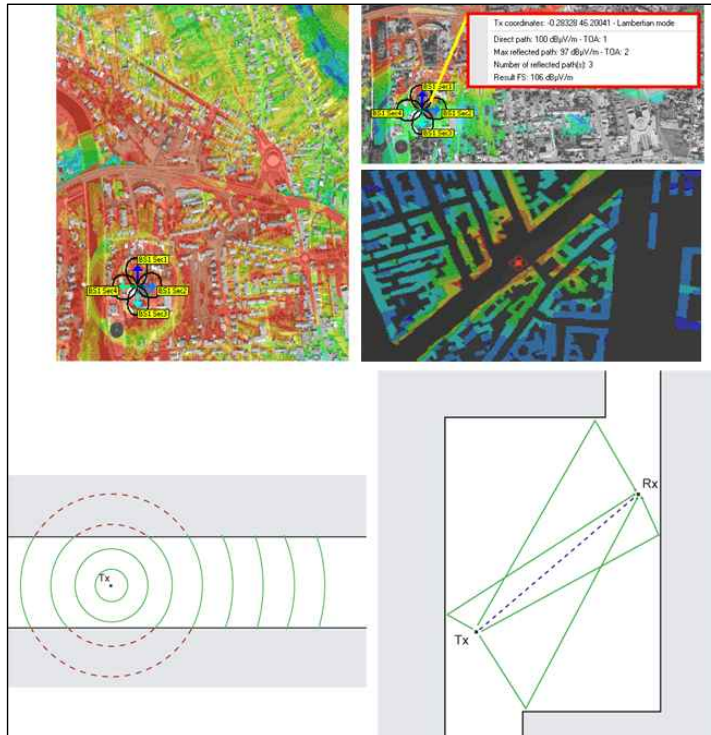 BS1 Sec1
BS1 Sec4
BS1 Sec2
BS1 Sec3
Tx coordinates: -0.28328 46.20041 - Lambertian mode
Direct path: 100 dBµV/m - TOA: 1
Max reflected path: 97 dBµV/m - TOA: 2
Number of reflected path(s): 3
Result FS: 106 dBµV/m
BS1 Sec1
BS1 Sec4
BS1 Sec2
BS1 Sec3
Tx
Rx
Tx